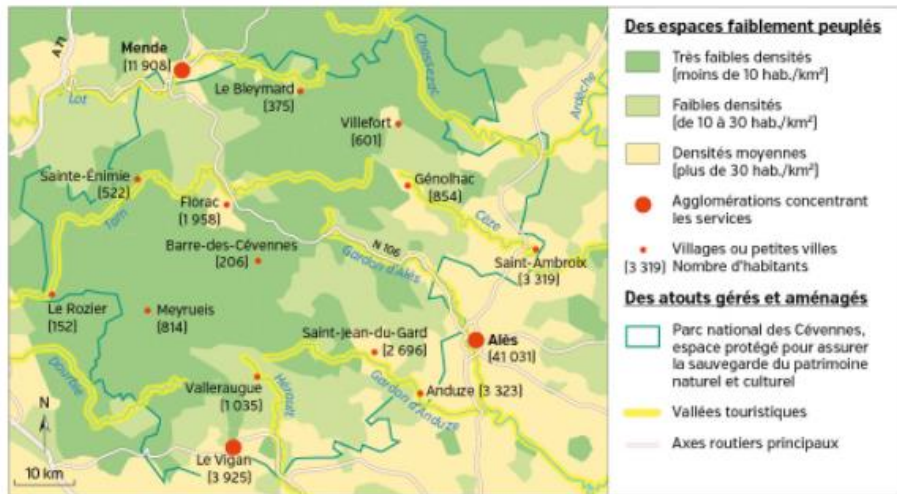 A 71
Mende
(11 908)
Le Bleymard
(375)
Chassezac
Ardèche
Lot
Villefort
(601)
Sainte-Énimie
(522)
Génolhac
(854)
Florac
(1 958)
Tarn
Cèze
N 106
Barre-des-Cévennes
(206)
Gardon d'Alès
Saint-Ambroix
(3 319)
Le Rozier
(152)
Meyrueis
(814)
Saint-Jean-du-Gard
(2 696)
Alès
(41 031)
Dourbie
Valleraugue
(1 035)
Hérault
Anduze (3 323)
Gardon d'Anduze
N
10 km
Le Vigan
(3 925)
Des espaces faiblement peuplés
Très faibles densités
[moins de 10 hab./km²]
Faibles densités
[de 10 à 30 hab./km²]
Densités moyennes
[plus de 30 hab./km²]
Agglomérations concentrant
les services
Villages ou petites villes
(3 319) Nombre d'habitants
Des atouts gérés et aménagés
Parc national des Cévennes,
espace protégé pour assurer
la sauvegarde du patrimoine
naturel et culturel
Vallées touristiques
Axes routiers principaux